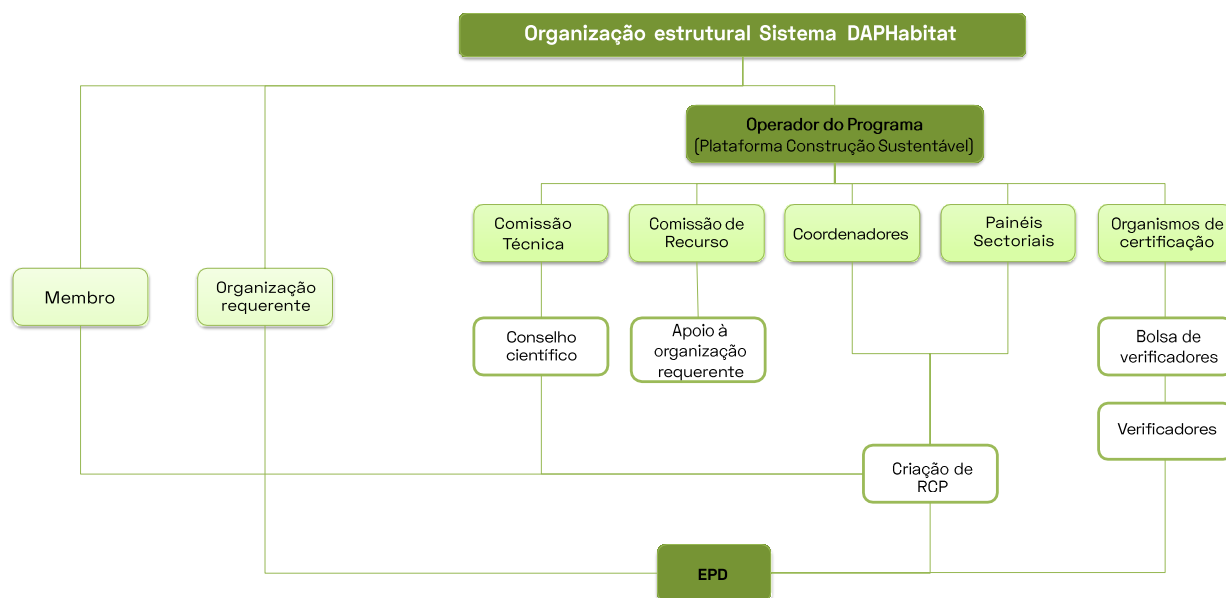 Organização estrutural Sistema DAPHabitat
Operador do Programa
(Plataforma Construção Sustentável)
Comissão
Técnica
Comissão de
Recurso
Coordenadores
Painéis
Sectoriais
Organismos de
certificação
Membro
Organização
requerente
Conselho
científico
Apoio à
organização
requerente
Bolsa de
verificadores
Verificadores
Criação de
RCP
EPD